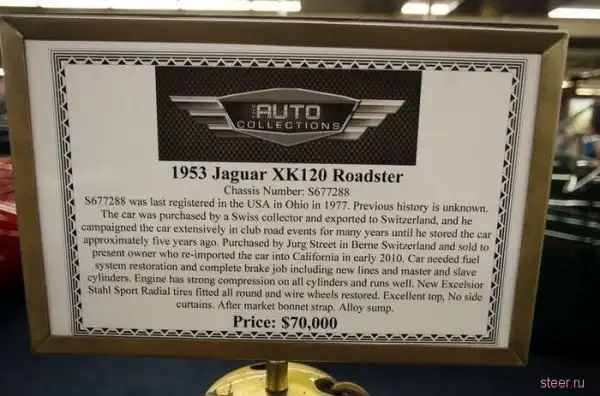 THE AUTO
COLLECTIONS
1953 Jaguar XK120 Roadster
Chassis Number: S677288
S677288 was last registered in the USA in Ohio in 1977. Previous history is unknown.
The car was purchased by a Swiss collector and exported to Switzerland, and he
campaigned the car extensively in club road events for many years until he stored the car
approximately five years ago. Purchased by Jurg Street in Berne Switzerland and sold to
present owner who re-imported the car into California in early 2010. Car needed fuel
system restoration and complete brake job including new lines and master and slave
cylinders. Engine has strong compression on all cylinders and runs well. New Excelsior
Stahl Sport Radial tires fitted all round and wire wheels restored. Excellent top, No side
curtains. After market bonnet strap. Alloy sump.
Price: $70,000
steer.ru